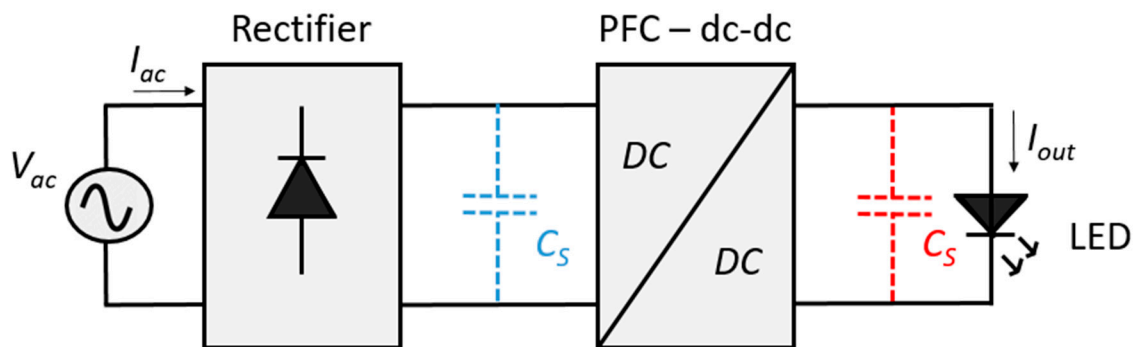 Rectifier
PFC – dc-dc
I_ac
V_ac
C_S
DC
DC
C_S
I_out
LED